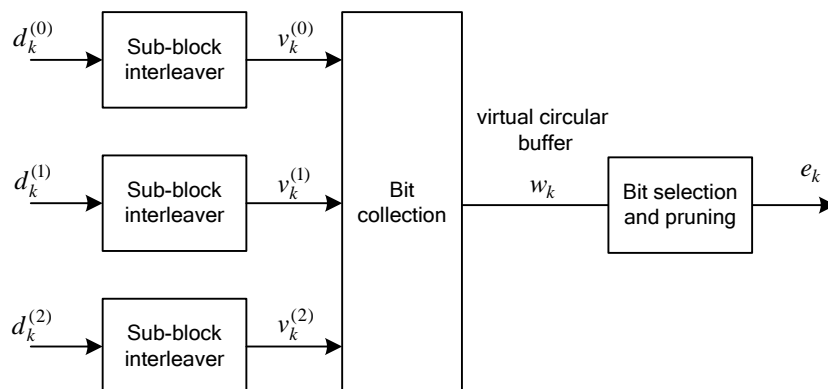 d_k^{(0)}
Sub-block
interleaver
v_k^{(0)}
d_k^{(1)}
Sub-block
interleaver
v_k^{(1)}
d_k^{(2)}
Sub-block
interleaver
v_k^{(2)}
Bit
collection
virtual circular
buffer
w_k
Bit selection
and pruning
e_k